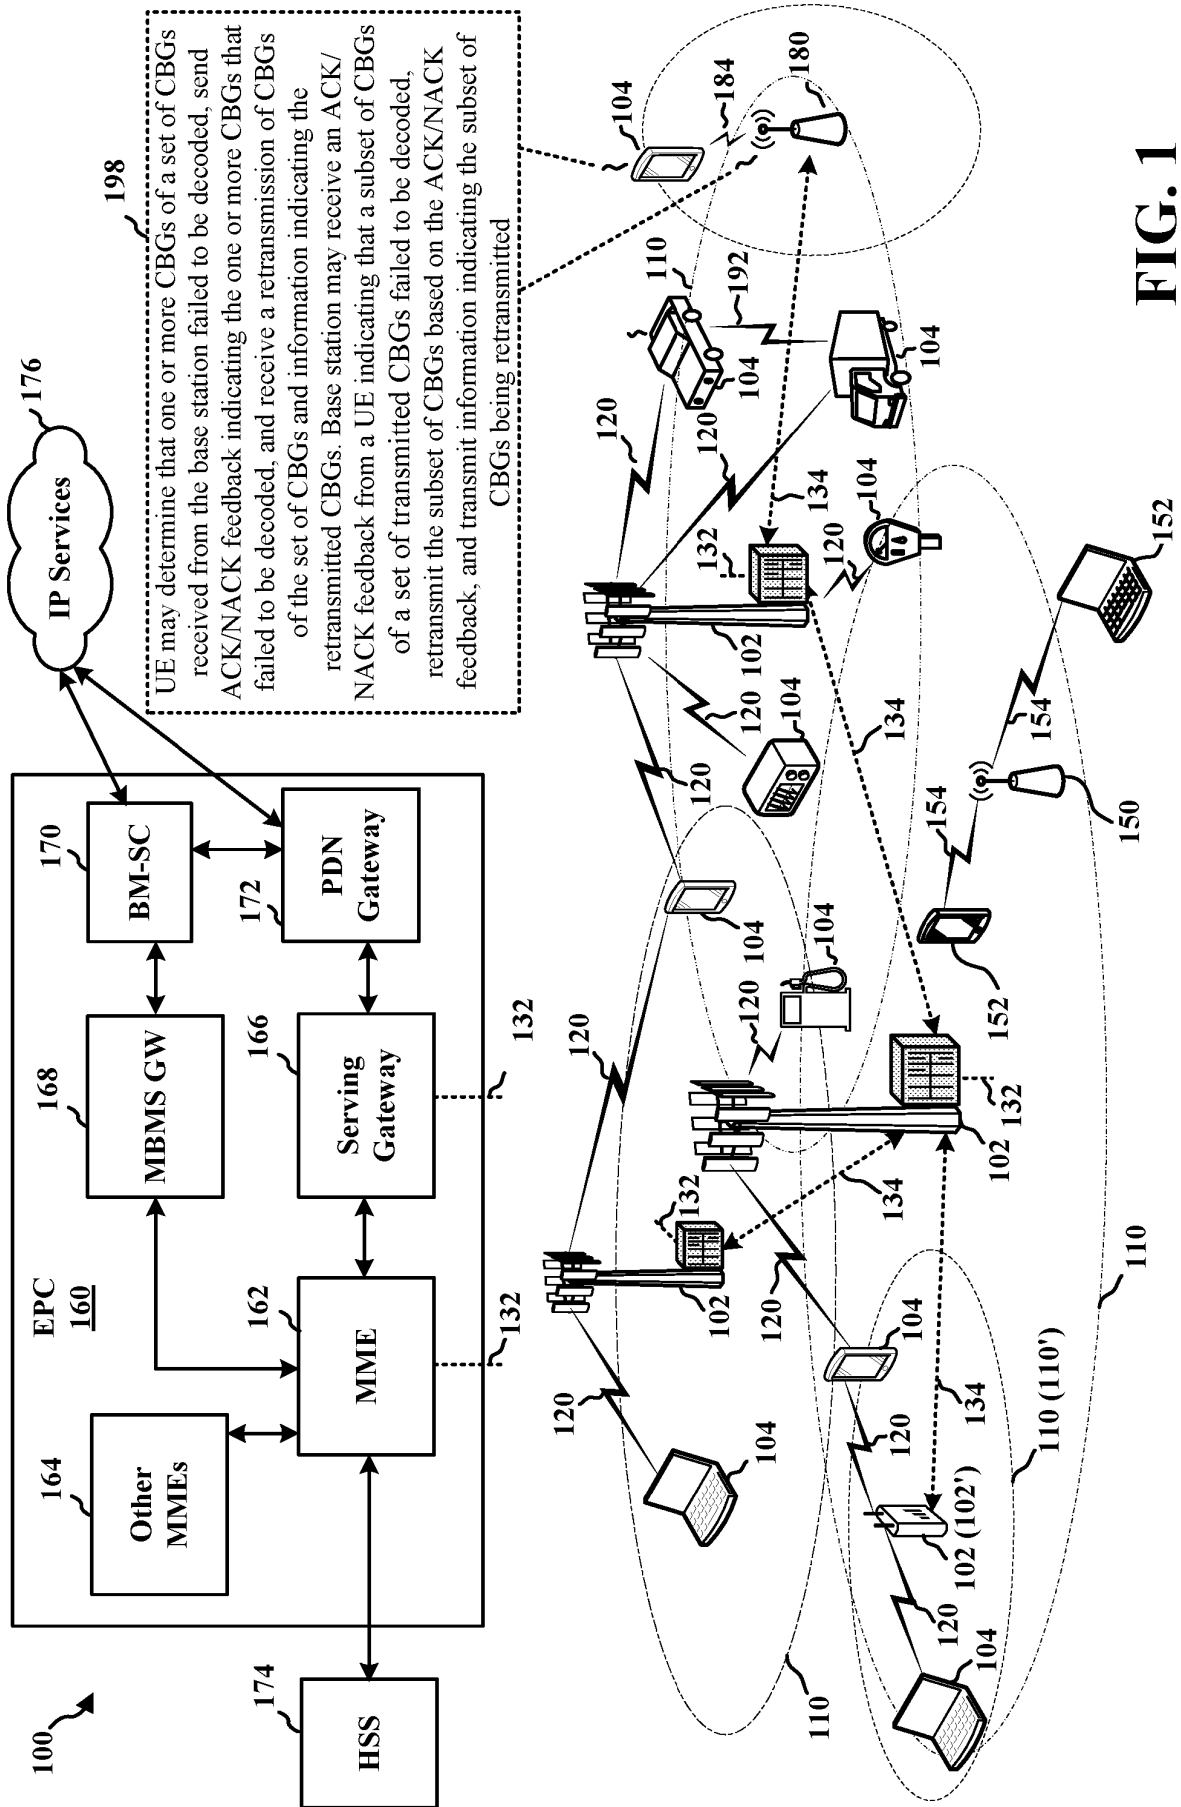 100
EPC
160
164
Other
MMEs
162
MME
168
MBMS GW
170
BM-SC
166
Serving
Gateway
172
PDN
Gateway
174
HSS
132
132
176
IP Services
198
UE may determine that one or more CBGs of a set of CBGs
received from the base station failed to be decoded, send
ACK/NACK feedback indicating the one or more CBGs that
failed to be decoded, and receive a retransmission of CBGs
of the set of CBGs and information indicating the
retransmitted CBGs. Base station may receive an ACK/
NACK feedback from a UE indicating that a subset of CBGs
of a set of transmitted CBGs failed to be decoded,
retransmit the subset of CBGs based on the ACK/NACK
feedback, and transmit information indicating the subset of
CBGs being retransmitted
120
120
120
104
184
180
110
192
104
104
120
120
132
134
102
120
104
120
104
120
104
104
120
132
102
134
134
132
102
120
104
110
120
104
120
104
102 (102')
134
110 (110')
110
152
154
150
154
152
FIG. 1